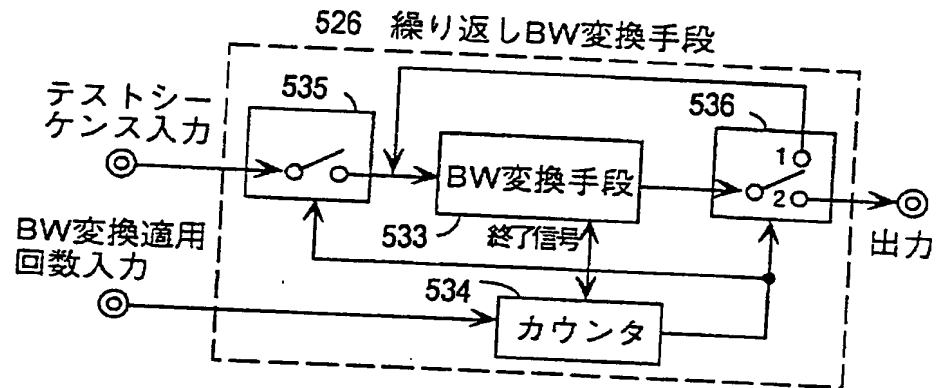 526 繰り返しBW変換手段
テストシー
ケンス入力
535
536
1
2
BW変換手段
533
終了信号
出力
BW変換適用
回数入力
534
カウンタ